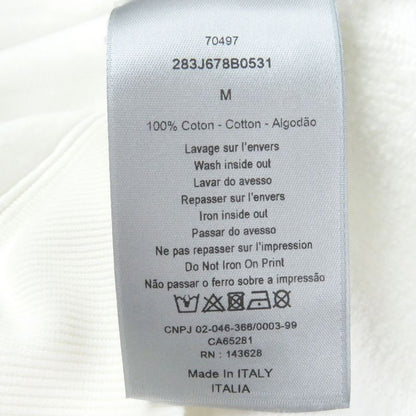 70497
283J678B0531
M
100% Coton - Cotton - Algodão
Lavage sur l'envers
Wash inside out
Lavar do avesso
Repasser sur l'envers
Iron inside out
Passar do avesso
Ne pas repasser sur l'impression
Do Not Iron On Print
Não passar o ferro sobre a impressão
CNPJ 02-046-366/0003-99
CA65281
RN : 143628
Made In ITALY
ITALIA